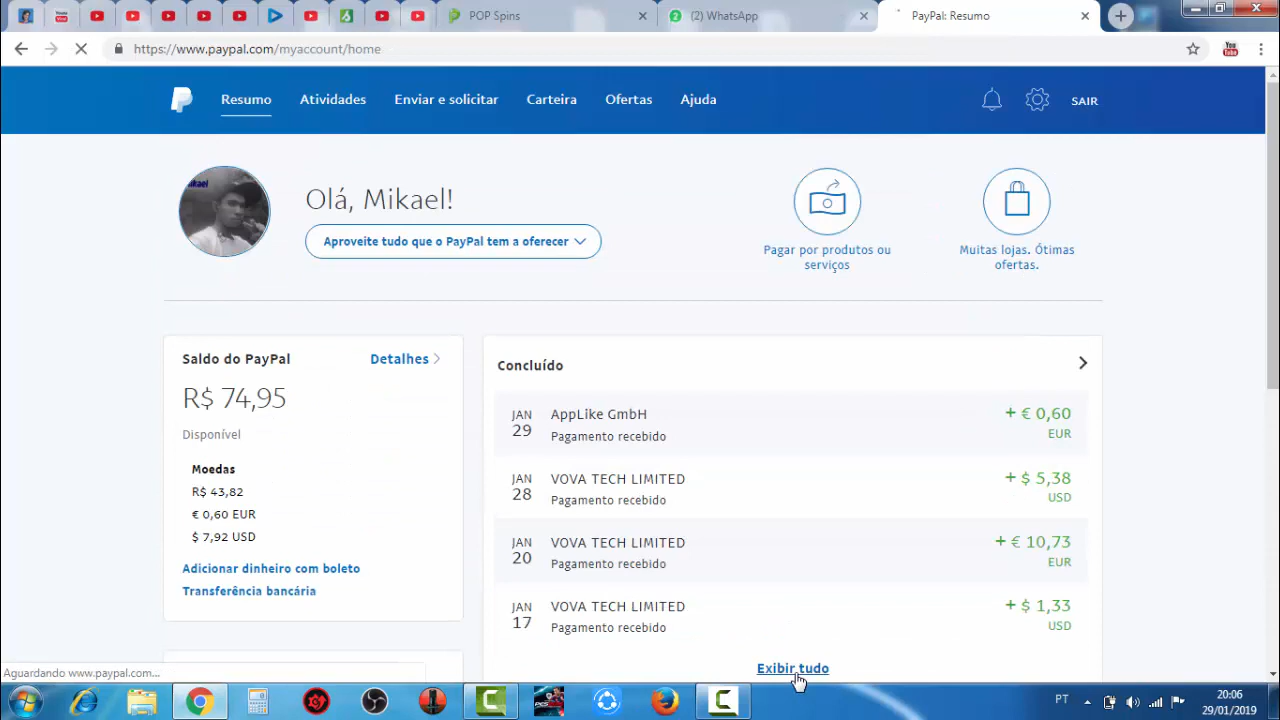 POP Spins
(2) WhatsApp
PayPal: Resumo
https://www.paypal.com/myaccount/home
Resumo
Atividades
Enviar e solicitar
Carteira
Ofertas
Ajuda
SAIR
Olá, Mikael!
Aproveite tudo que o PayPal tem a oferecer
Pagar por produtos ou
serviços
Muitas lojas. Ótimas
ofertas.
Saldo do PayPal
Detalhes
R$ 74,95
Disponível
Moedas
R$ 43,82
€ 0,60 EUR
$ 7,92 USD
Adicionar dinheiro com boleto
Transferência bancária
Concluído
JAN
29
AppLike GmbH
Pagamento recebido
+ € 0,60
EUR
JAN
28
VOVA TECH LIMITED
Pagamento recebido
+ $ 5,38
USD
JAN
20
VOVA TECH LIMITED
Pagamento recebido
+ € 10,73
EUR
JAN
17
VOVA TECH LIMITED
Pagamento recebido
+ $ 1,33
USD
Exibir tudo
Aguardando www.paypal.com...
PT
20:06
29/01/2019